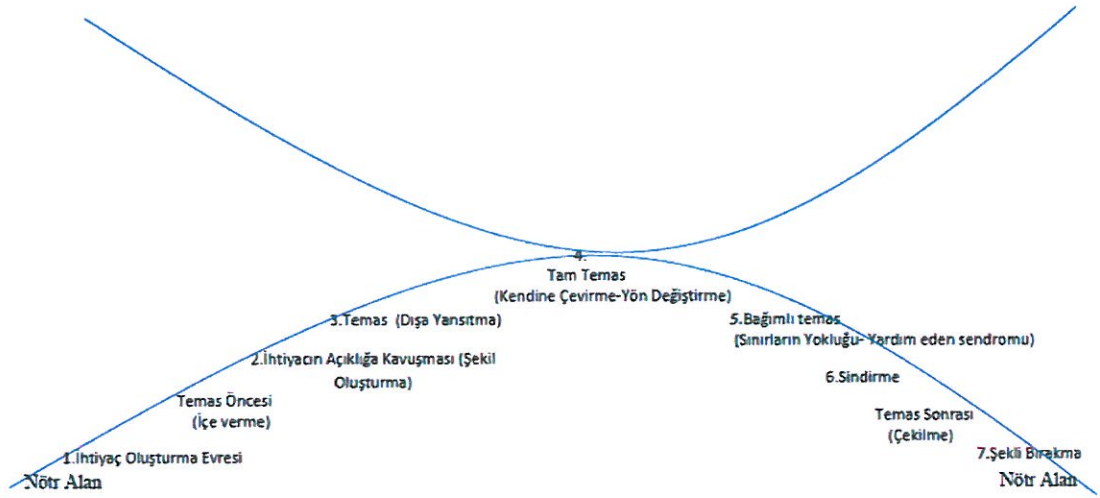 4.
Tam Temas
(Kendine Çevirme-Yön Değiştirme)
3.Temas (Dışa Yansıtma)
5.Bağımlı temas
(Sınırların Yokluğu- Yardım eden sendromu)
2.İhtiyacın Açıklığa Kavuşması (Şekil
Oluşturma)
6.Sindirme
Temas Öncesi
(İçe verme)
Temas Sonrası
(Çekilme)
1.İhtiyaç Oluşturma Evresi
7.Şekli Bırakma
Nötr Alan
Nötr Alan